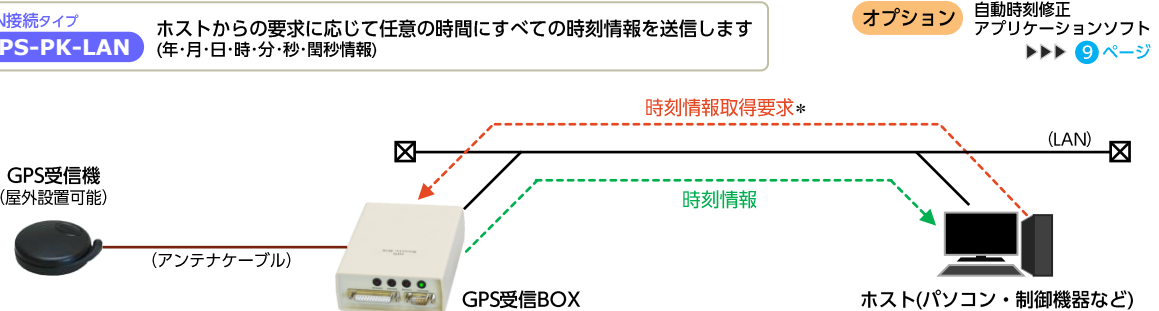 N接続タイプ
PS-PK-LAN
ホストからの要求に応じて任意の時間にすべての時刻情報を送信します
(年・月・日・時・分・秒・閏秒情報)
オプション
自動時刻修正
アプリケーションソフト
▶▶▶ 9 ページ
時刻情報取得要求*
(LAN)
GPS受信機
(屋外設置可能)
時刻情報
(アンテナケーブル)
GPS受信BOX
ホスト(パソコン・制御機器など)